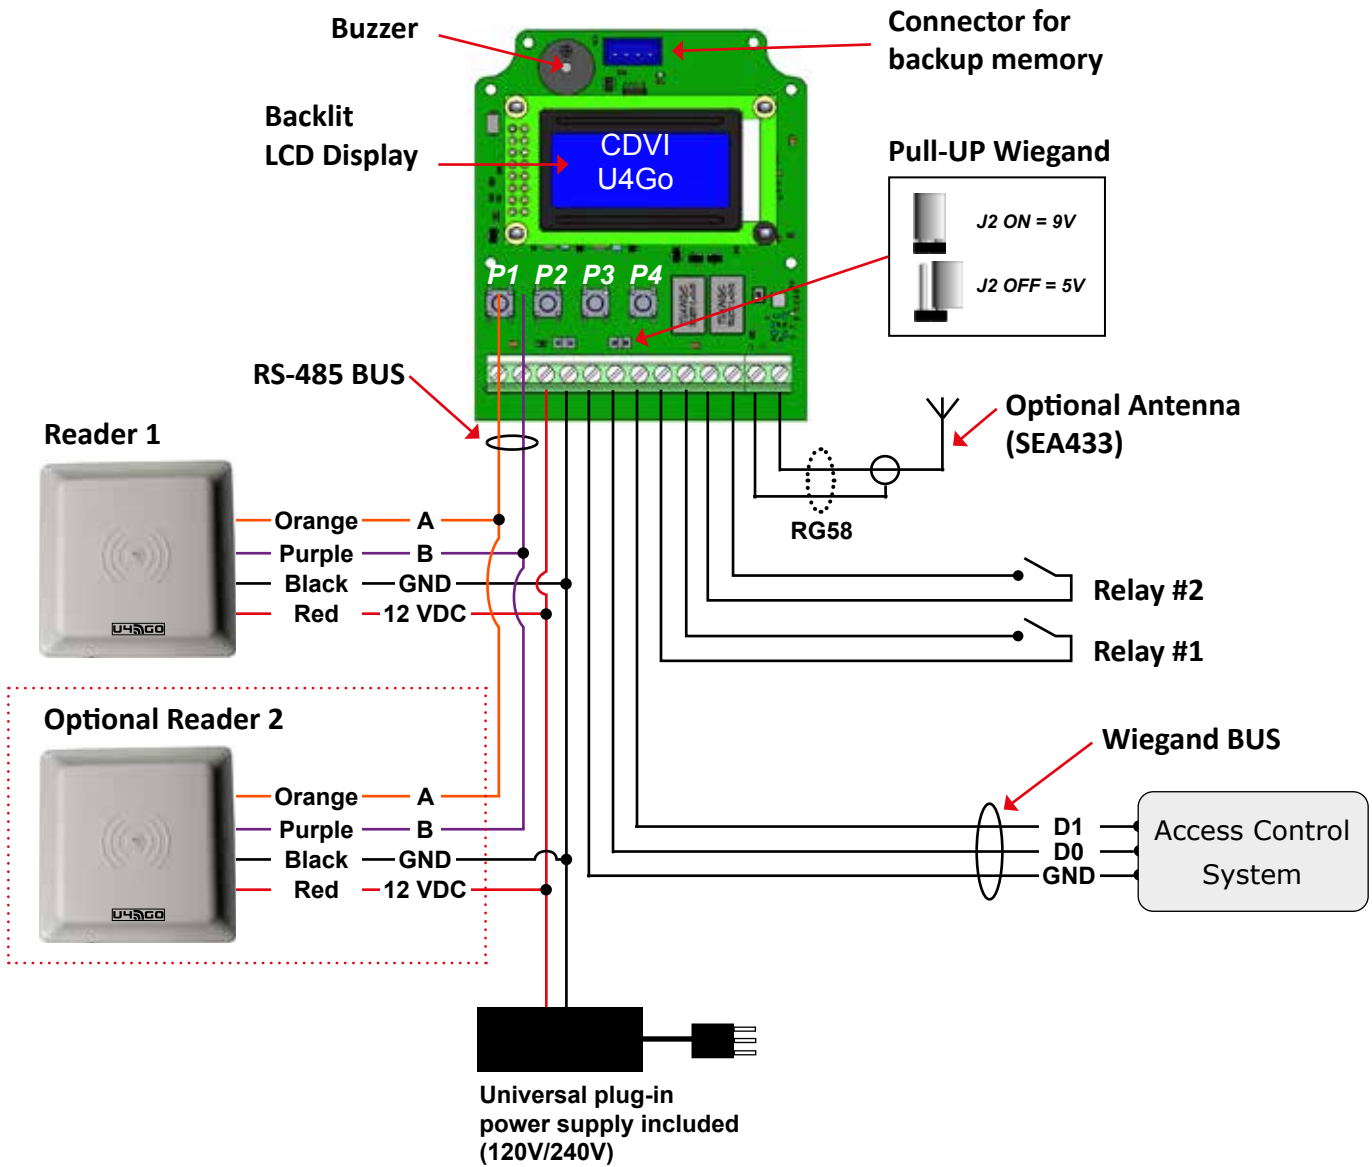 Buzzer
Connector for
backup memory
Backlit
LCD Display
CDVI
U4Go
Pull-UP Wiegand
J2 ON = 9V
J2 OFF = 5V
P1 P2 P3 P4
RS-485 BUS
Optional Antenna
(SEA433)
RG58
Reader 1
Orange A
Purple B
Black GND
Red 12 VDC
U4GO
Relay #2
Relay #1
Optional Reader 2
Orange A
Purple B
Black GND
Red 12 VDC
U4GO
Wiegand BUS
D1
D0
GND
Access Control
System
Universal plug-in
power supply included
(120V/240V)